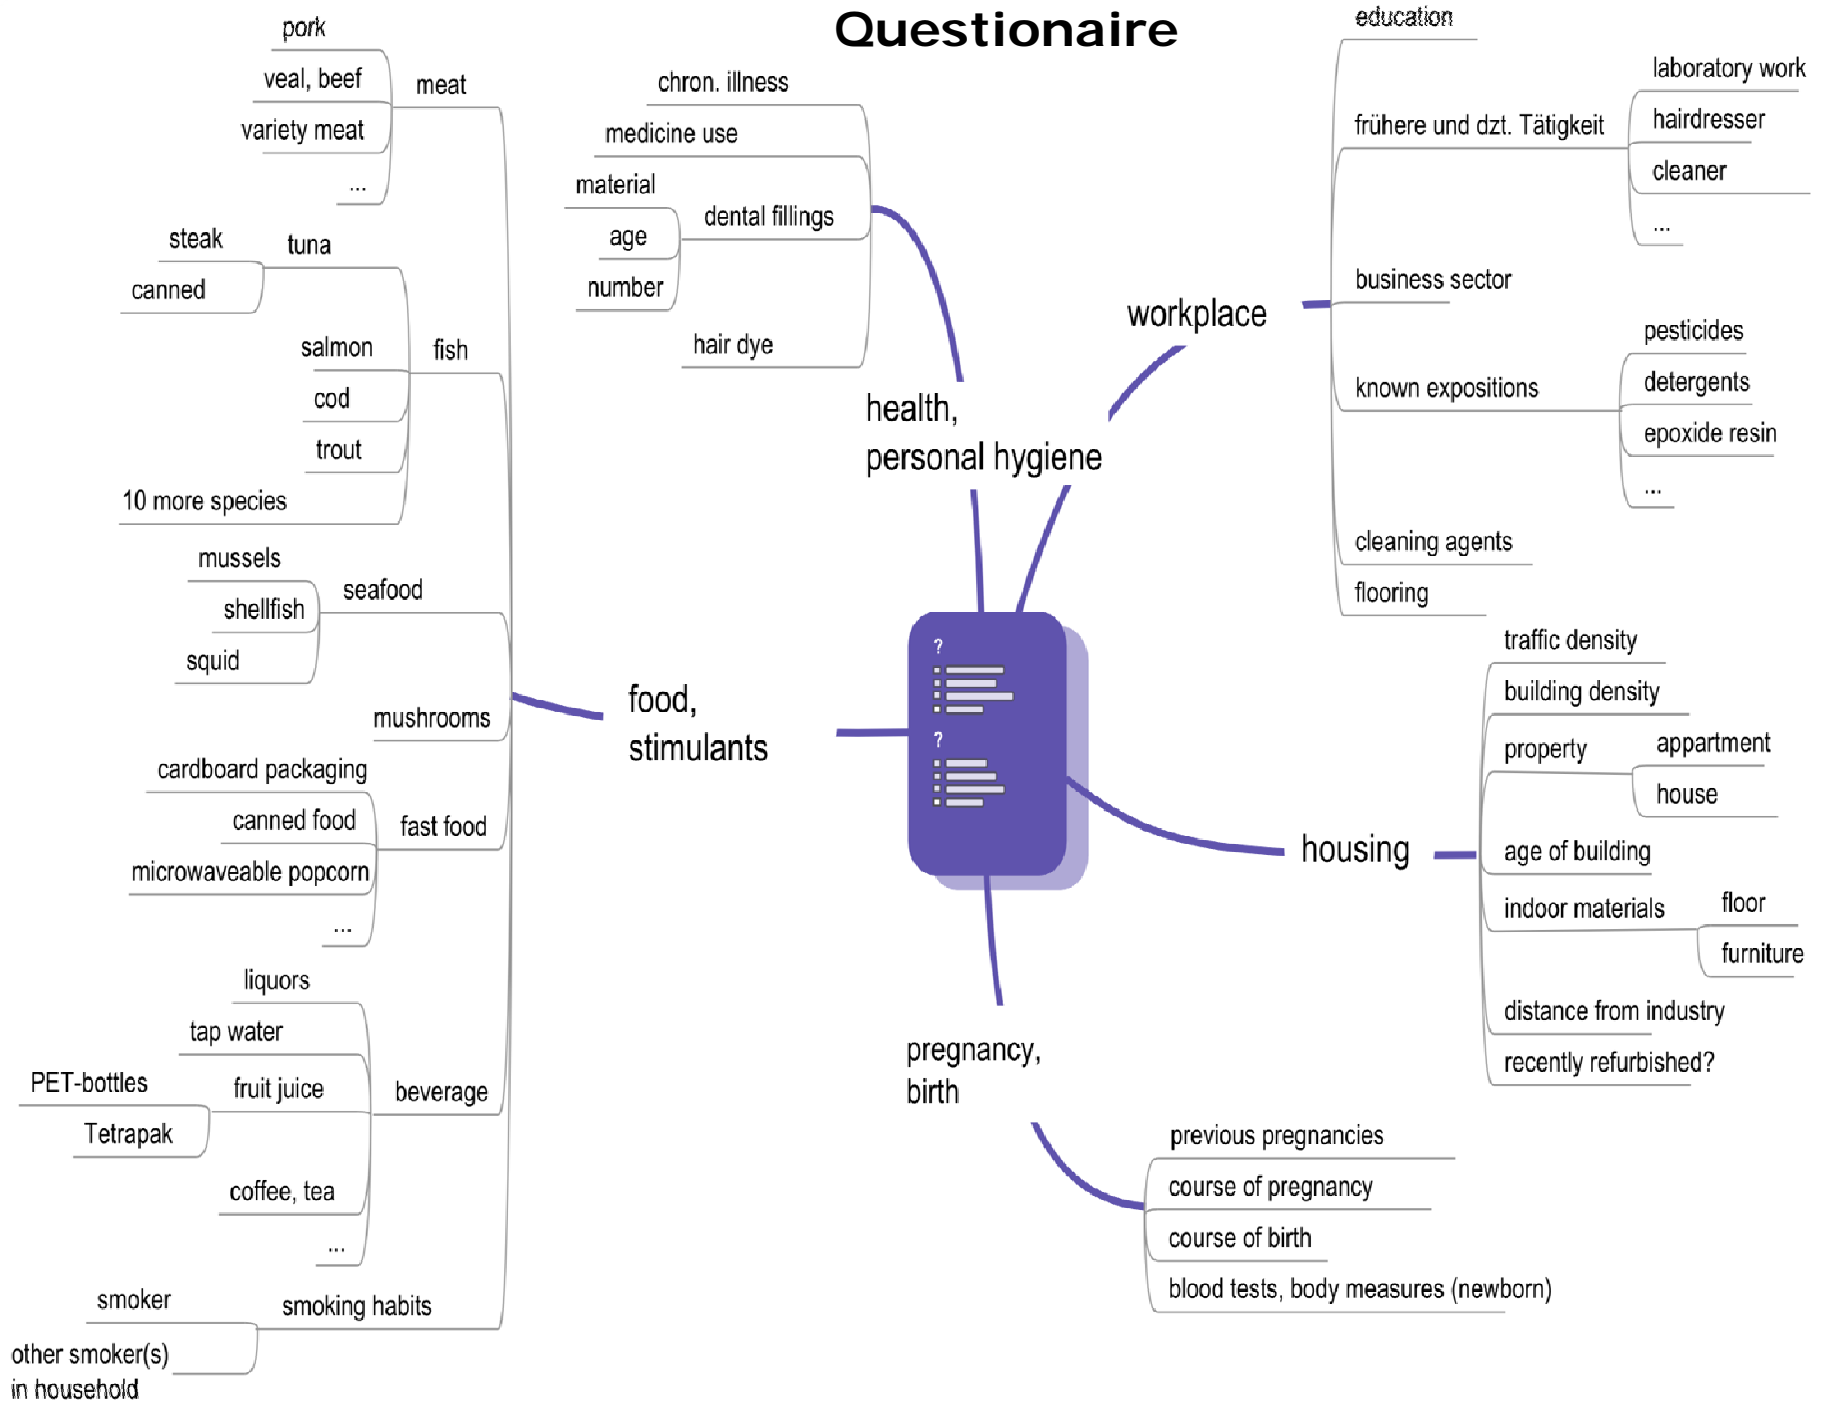 Questionaire
pork
veal, beef
variety meat
...
meat
steak
canned
tuna
salmon
cod
trout
10 more species
fish
mussels
shellfish
squid
seafood
mushrooms
cardboard packaging
canned food
microwaveable popcorn
...
fast food
liquors
tap water
PET-bottles
Tetrapak
fruit juice
coffee, tea
...
beverage
smoker
other smoker(s)
in household
smoking habits
food,
stimulants
chron. illness
medicine use
material
age
number
dental fillings
hair dye
health,
personal hygiene
workplace
education
frühere und dzt. Tätigkeit
laboratory work
hairdresser
cleaner
...
business sector
known expositions
pesticides
detergents
epoxide resin
...
cleaning agents
flooring
?
?
housing
traffic density
building density
property
appartment
house
age of building
indoor materials
floor
furniture
distance from industry
recently refurbished?
pregnancy,
birth
previous pregnancies
course of pregnancy
course of birth
blood tests, body measures (newborn)